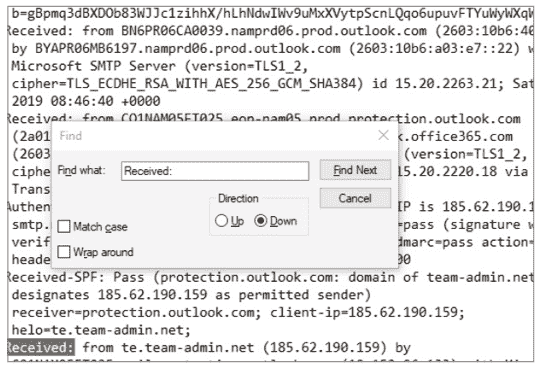 b=gBpmq3dBXDOb83WJJc1zihhX/hLhNdwIWv9uMxXVytpScnLQqo6upuvFTYuWyWXqW
Received: from BN6PR06CA0039.namprd06.prod.outlook.com (2603:10b6:40
by BYAPR06MB6197.namprd06.prod.outlook.com (2603:10b6:a03:e7::22) w
Microsoft SMTP Server (version=TLS1_2,
cipher=TLS_ECDHE_RSA_WITH_AES_256_GCM_SHA384) id 15.20.2263.21; Sat
2019 08:46:40 +0000
Received: from CO1NAM05FT025.eop-nam05.prod.protection.outlook.com
(2a01 k.office365.com
(2603 (version=TLS1_2,
ciphe 15.20.2220.18 via
Trans
Authen IP is 185.62.190.1
smtp. =pass (signature w
verif dmarc=pass action=
heade 00
Find
Find what:
Received:
Find Next
Cancel
Direction
Up
Down
Match case
Wrap around
Received-SPF: Pass (protection.outlook.com: domain of team-admin.net
designates 185.62.190.159 as permitted sender)
receiver=protection.outlook.com; client-ip=185.62.190.159;
helo=te.team-admin.net;
Received: from te.team-admin.net (185.62.190.159) by